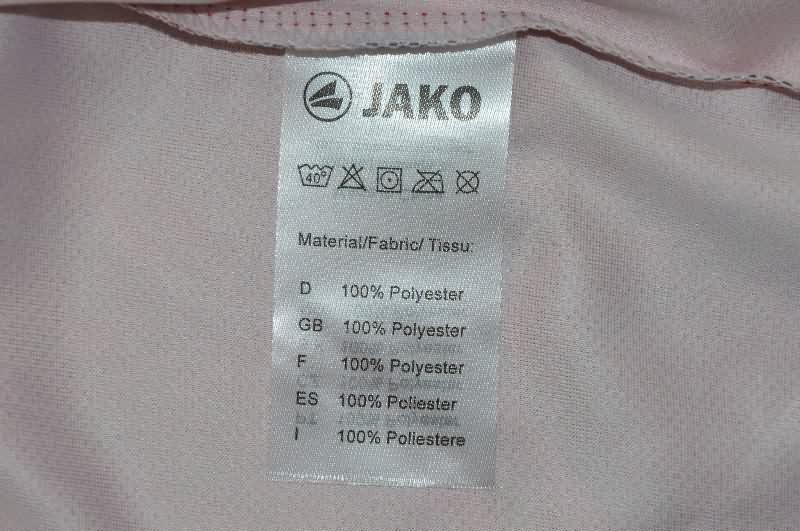 JAKO
40°
Material/Fabric/ Tissu:
D 100% Polyester
GB 100% Polyester
F 100% Polyester
ES 100% Poliester
I 100% Poliestere